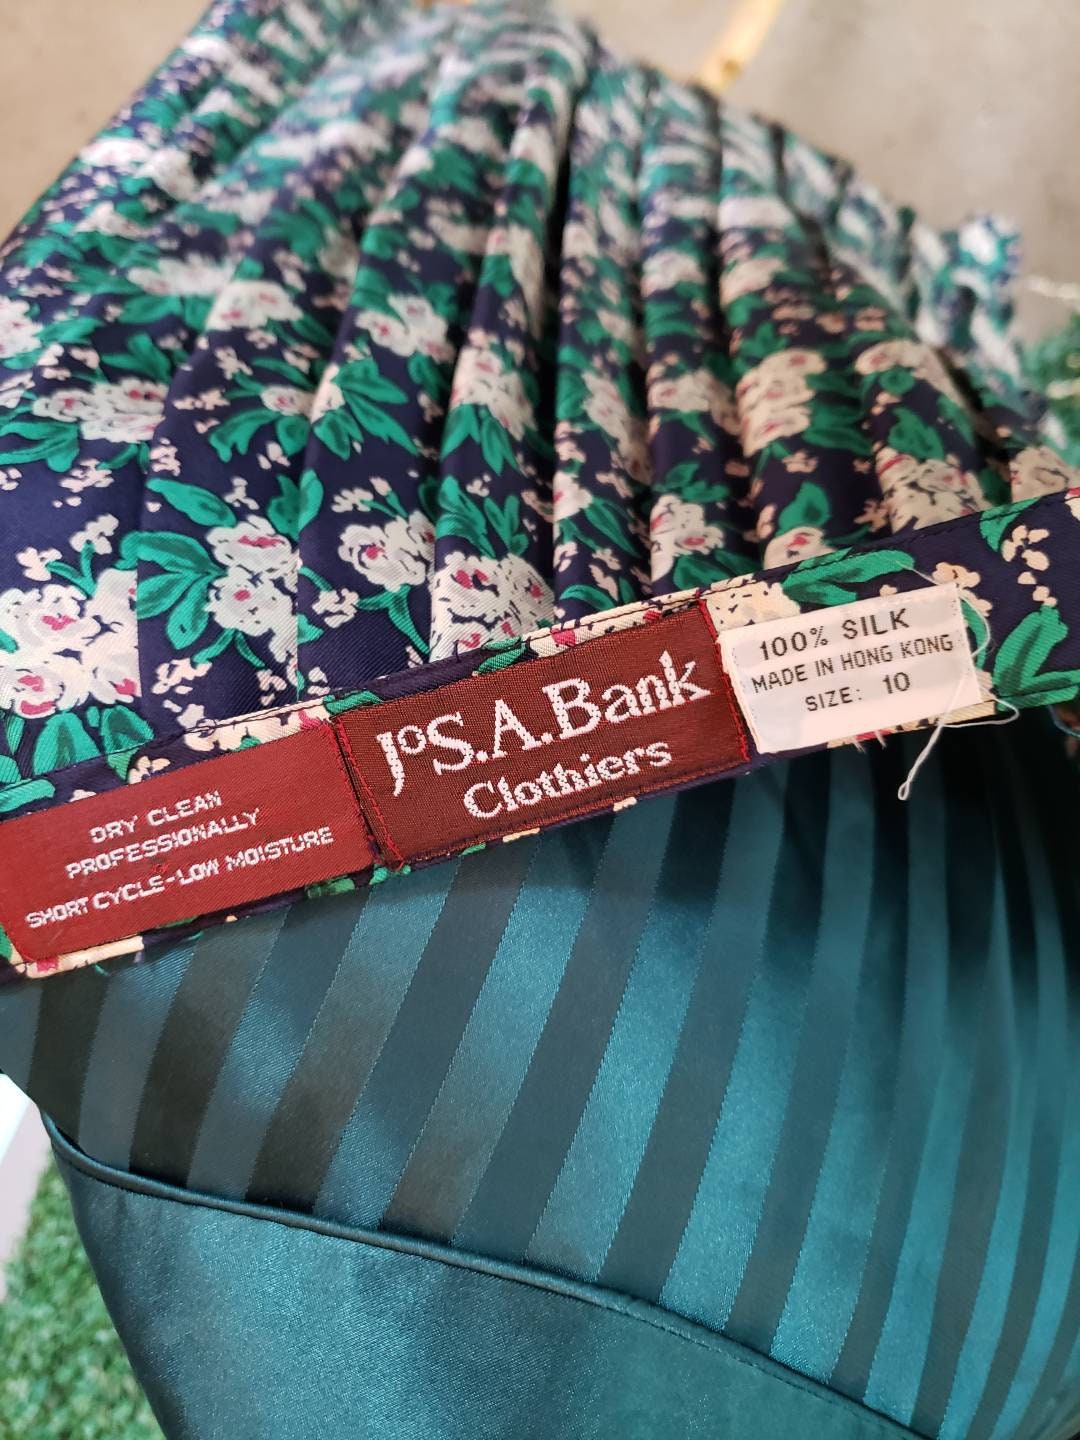 DRY CLEAN
PROFESSIONALLY
SHORT CYCLE-LOW MOISTURE
JoS.A.Bank
Clothiers
100% SILK
MADE IN HONG KONG
SIZE: 10